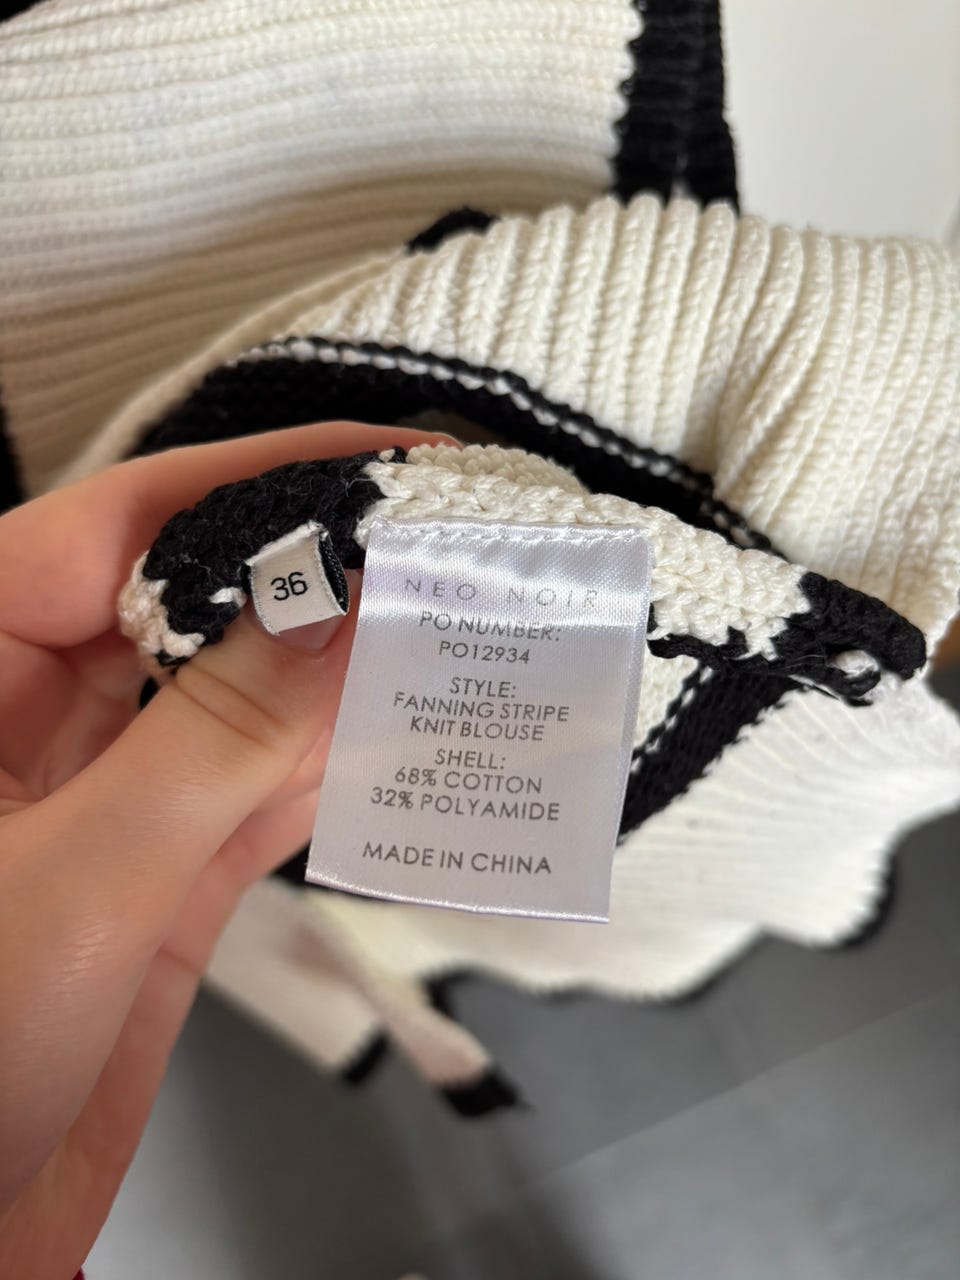 36
NEO NOIR
PO NUMBER:
PO12934
STYLE:
FANNING STRIPE
KNIT BLOUSE
SHELL:
68% COTTON
32% POLYAMIDE
MADE IN CHINA